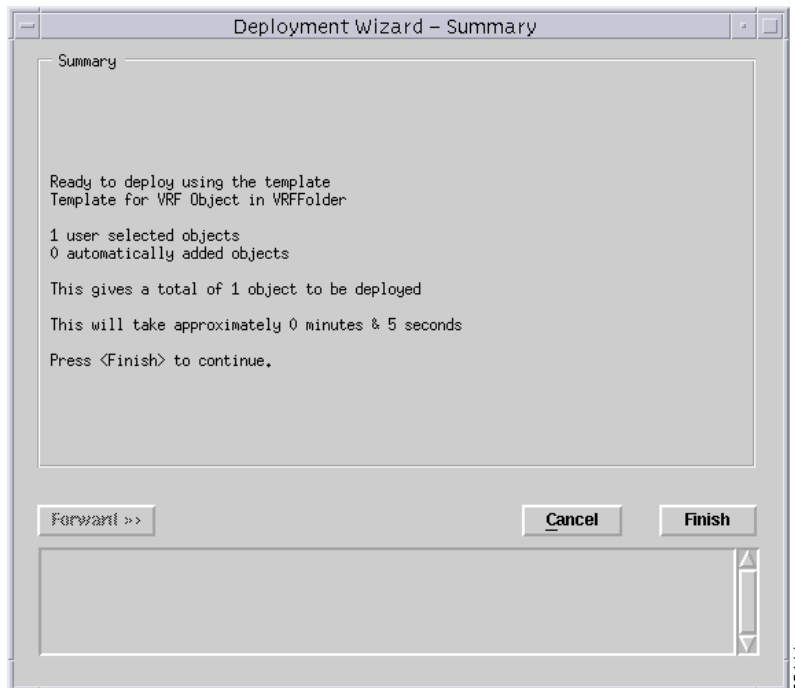 Deployment Wizard – Summary
Summary
Ready to deploy using the template
Template for VRF Object in VRFFolder
1 user selected objects
0 automatically added objects
This gives a total of 1 object to be deployed
This will take approximately 0 minutes & 5 seconds
Press <Finish> to continue.
Forward >>
Cancel
Finish